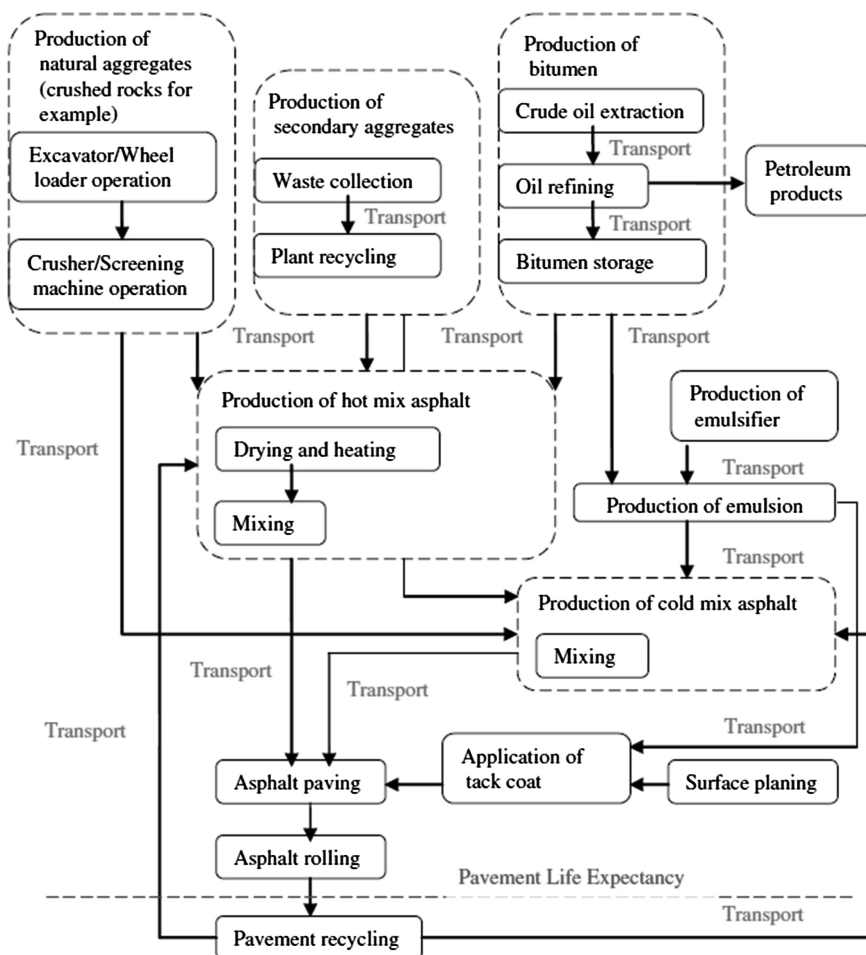 Production of
natural aggregates
(crushed rocks for
example)
Excavator/Wheel
loader operation
Crusher/Screening
machine operation
Production of
secondary aggregates
Waste collection
Transport
Plant recycling
Production of
bitumen
Crude oil extraction
Transport
Oil refining
Transport
Bitumen storage
Petroleum
products
Transport
Transport
Transport
Production of hot mix asphalt
Drying and heating
Mixing
Production of
emulsifier
Transport
Transport
Production of emulsion
Transport
Production of cold mix asphalt
Mixing
Transport
Transport
Transport
Transport
Application of
tack coat
Asphalt paving
Surface planing
Asphalt rolling
Pavement Life Expectancy
Transport
Pavement recycling